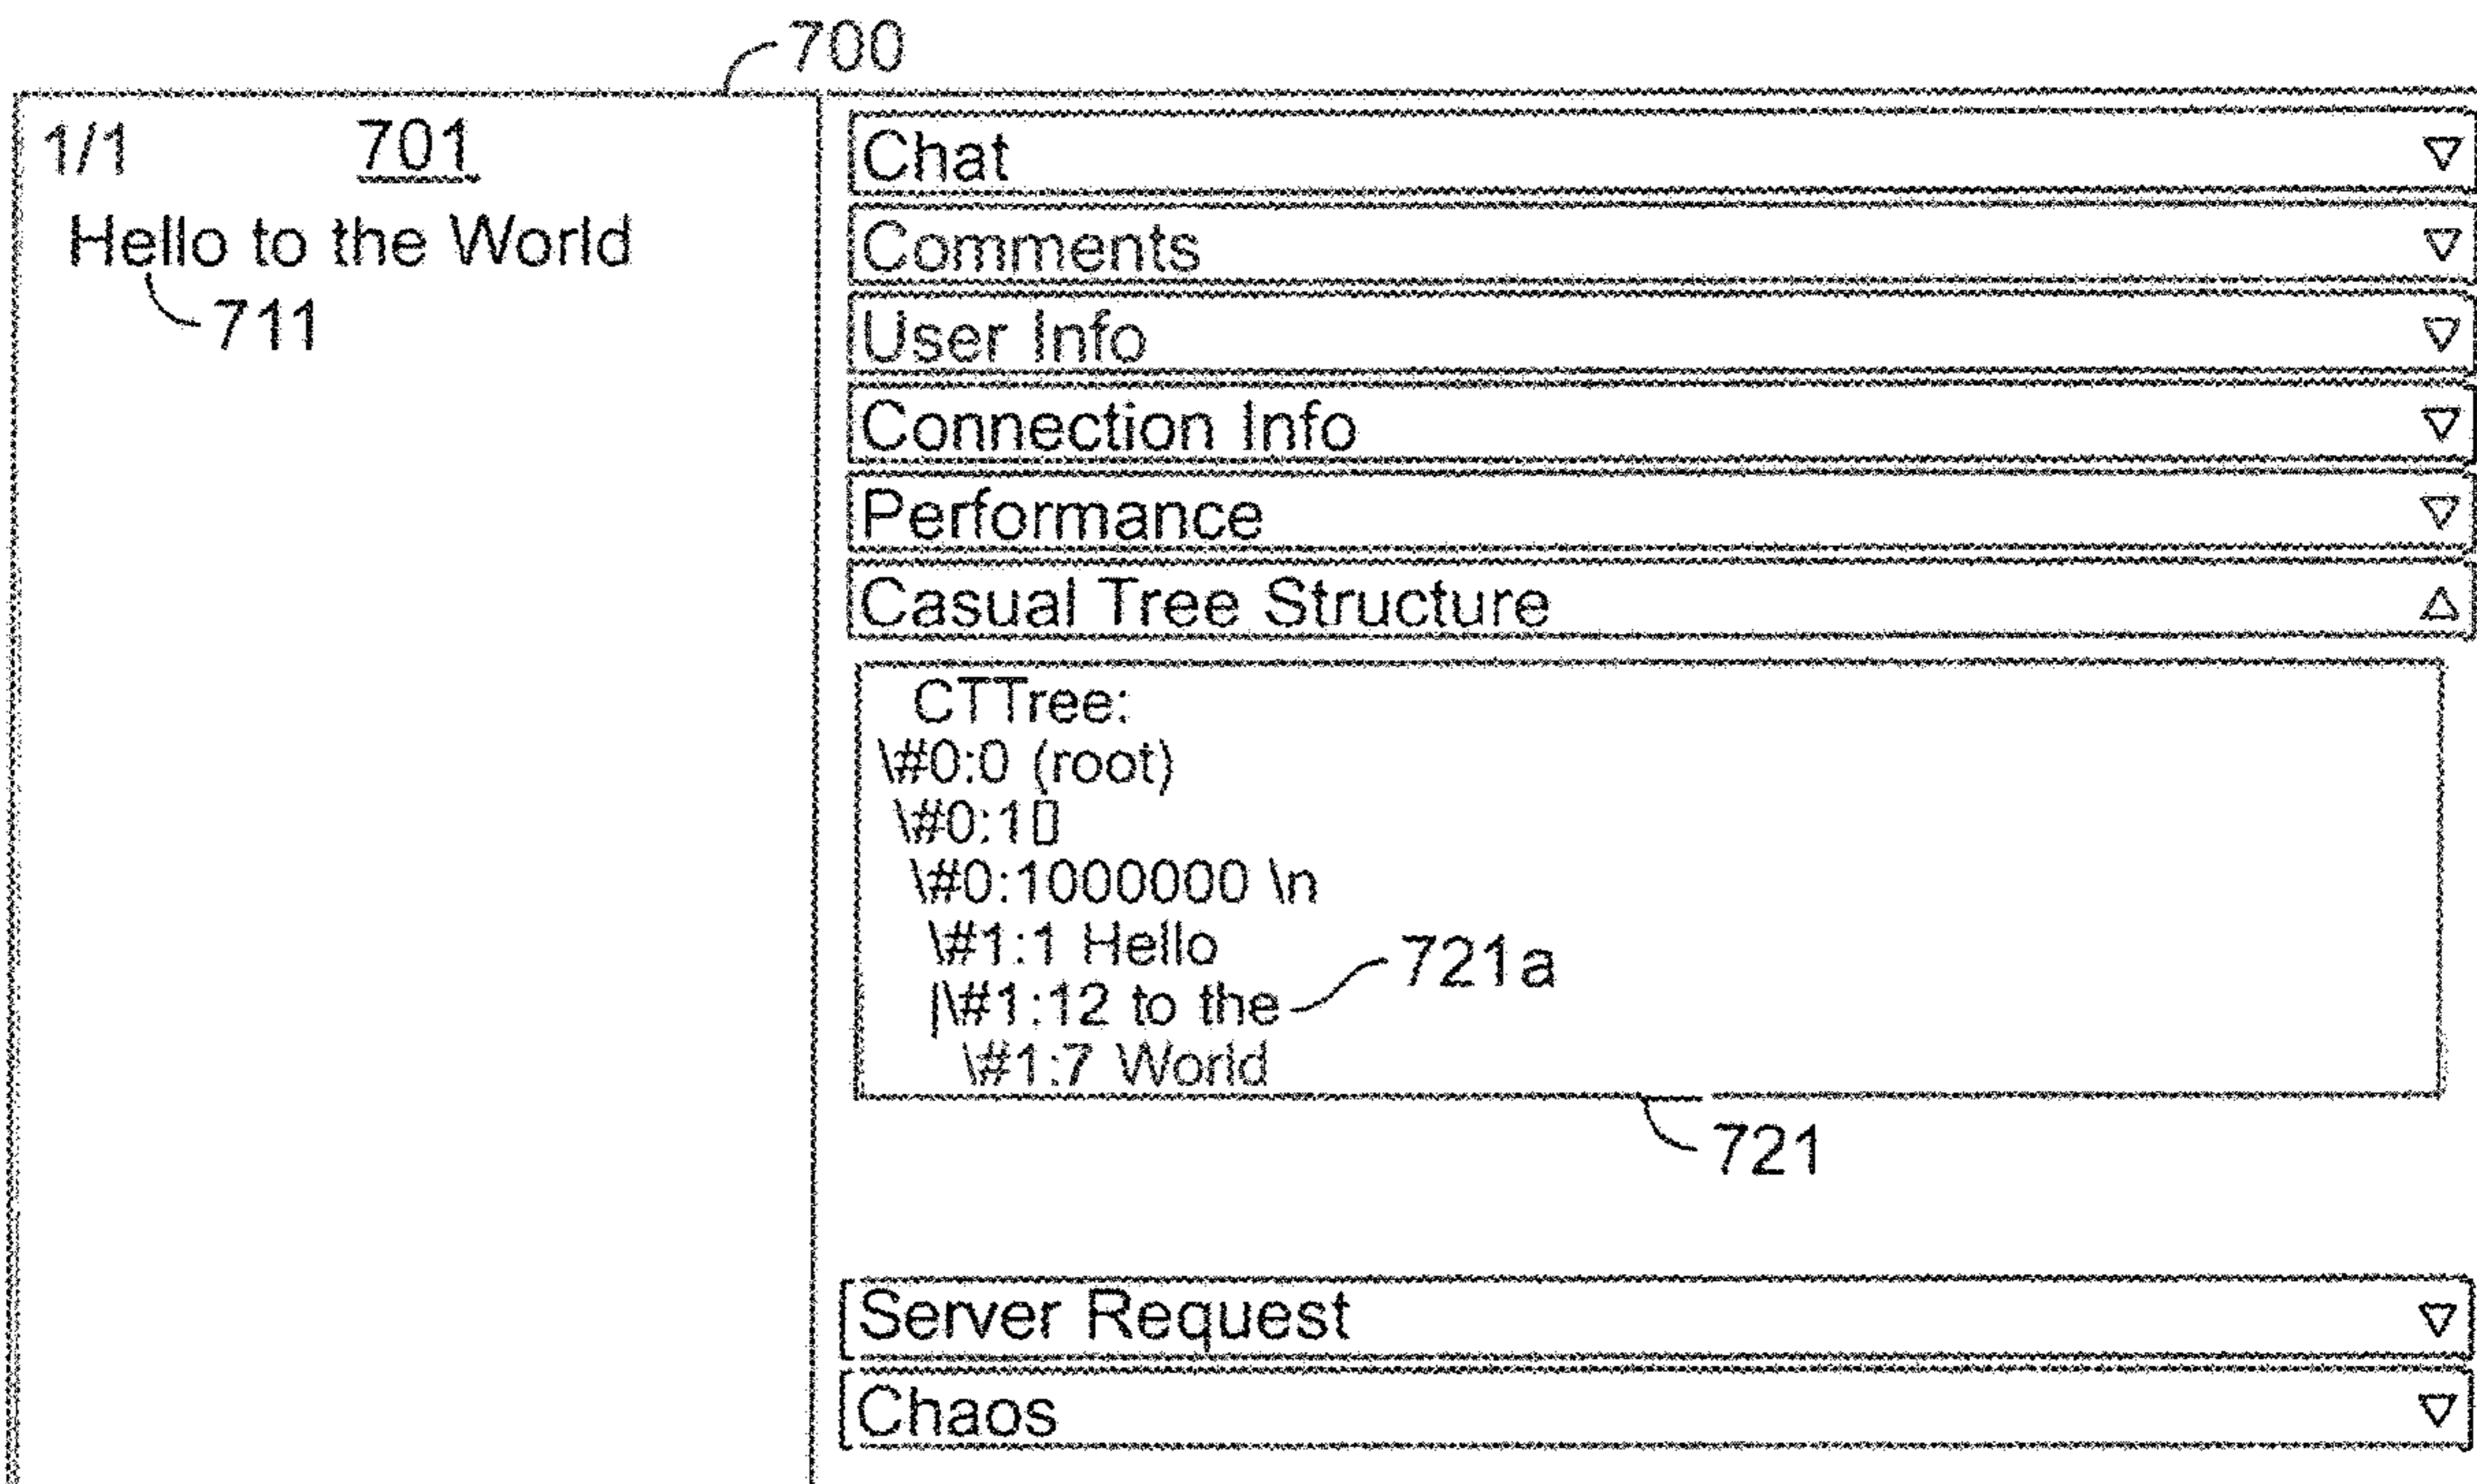 700
1/1 701
Hello to the World
711
Chat
Comments
User Info
Connection Info
Performance
Casual Tree Structure
CTTree:
\#0:0 (root)
\#0:1▯
\#0:1000000 \n
\#1:1 Hello
|\#1:12 to the
721a
\#1:7 World
721
Server Request
Chaos